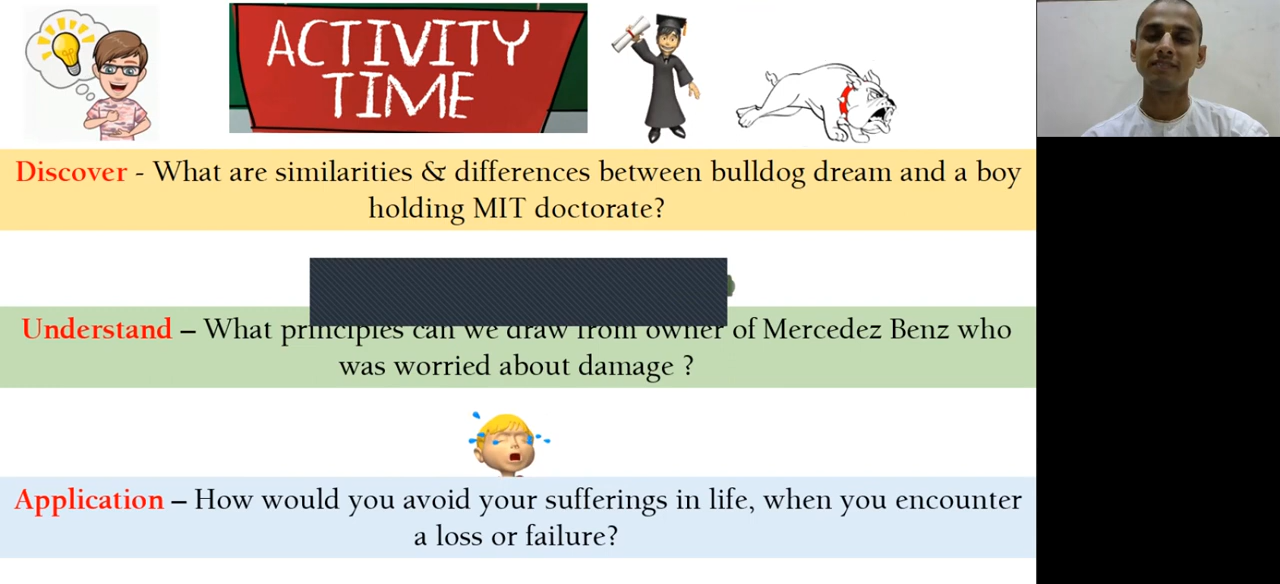 ACTIVITY
TIME
Discover - What are similarities & differences between bulldog dream and a boy
holding MIT doctorate?
Understand – What principles can we draw from owner of Mercedez Benz who
was worried about damage ?
Application – How would you avoid your sufferings in life, when you encounter
a loss or failure?